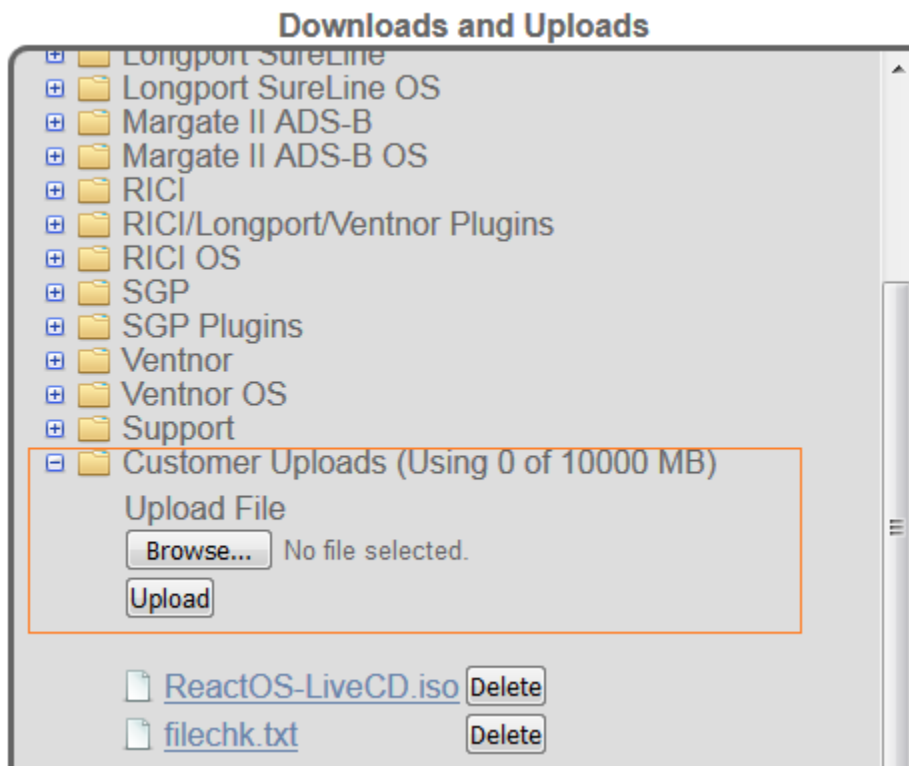 Downloads and Uploads
Longport SureLine
Longport SureLine OS
Margate II ADS-B
Margate II ADS-B OS
RICI
RICI/Longport/Ventnor Plugins
RICI OS
SGP
SGP Plugins
Ventnor
Ventnor OS
Support
Customer Uploads (Using 0 of 10000 MB)
Upload File
Browse... No file selected.
Upload
ReactOS-LiveCD.iso Delete
filechk.txt Delete